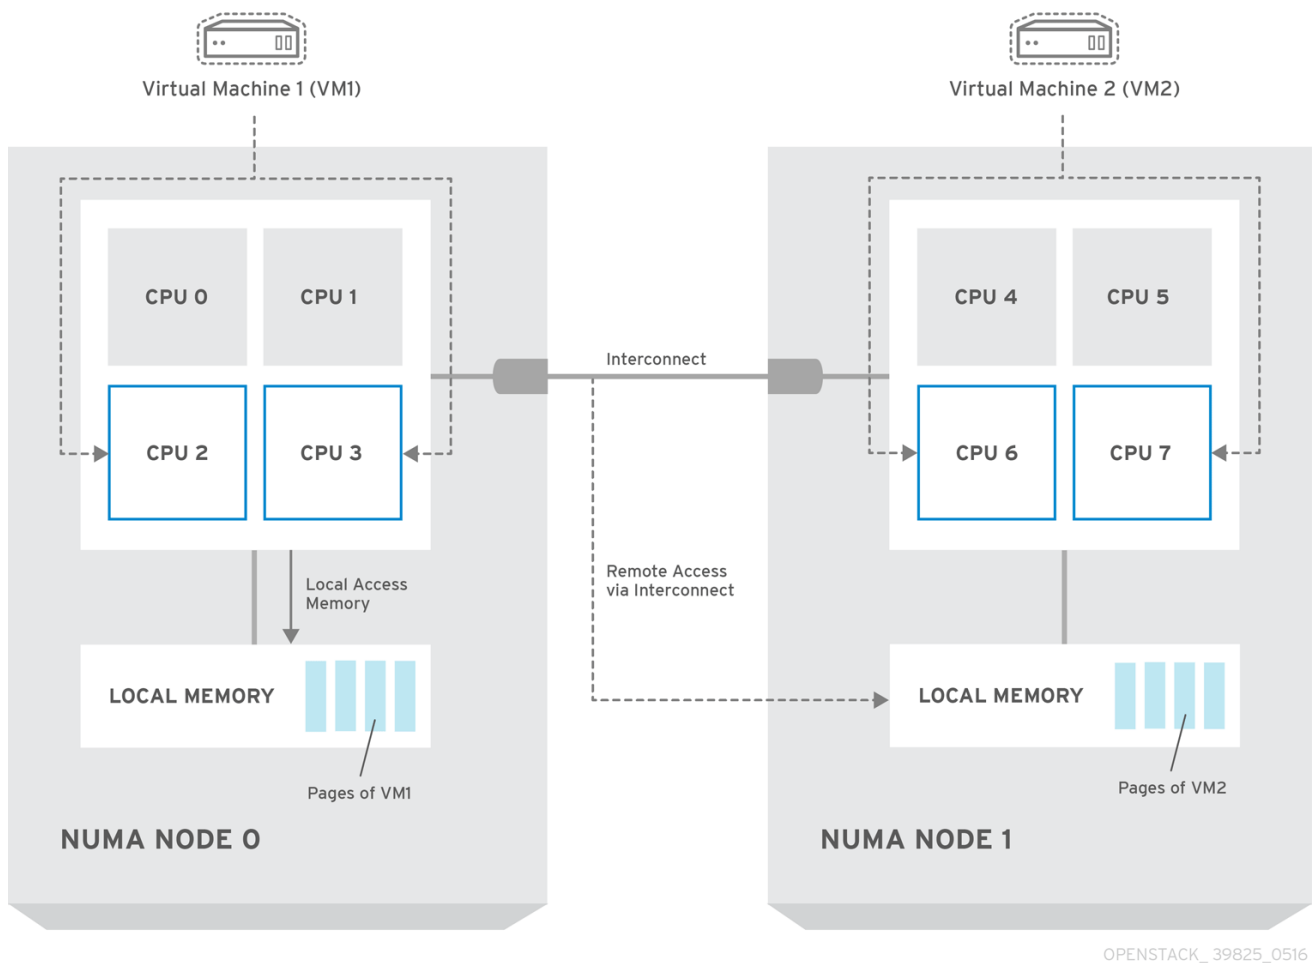 Virtual Machine 1 (VM1)
Virtual Machine 2 (VM2)
CPU 0
CPU 1
CPU 2
CPU 3
Interconnect
CPU 4
CPU 5
CPU 6
CPU 7
Local Access
Memory
Remote Access
via Interconnect
LOCAL MEMORY
Pages of VM1
LOCAL MEMORY
Pages of VM2
NUMA NODE 0
NUMA NODE 1
OPENSTACK_ 39825_0516